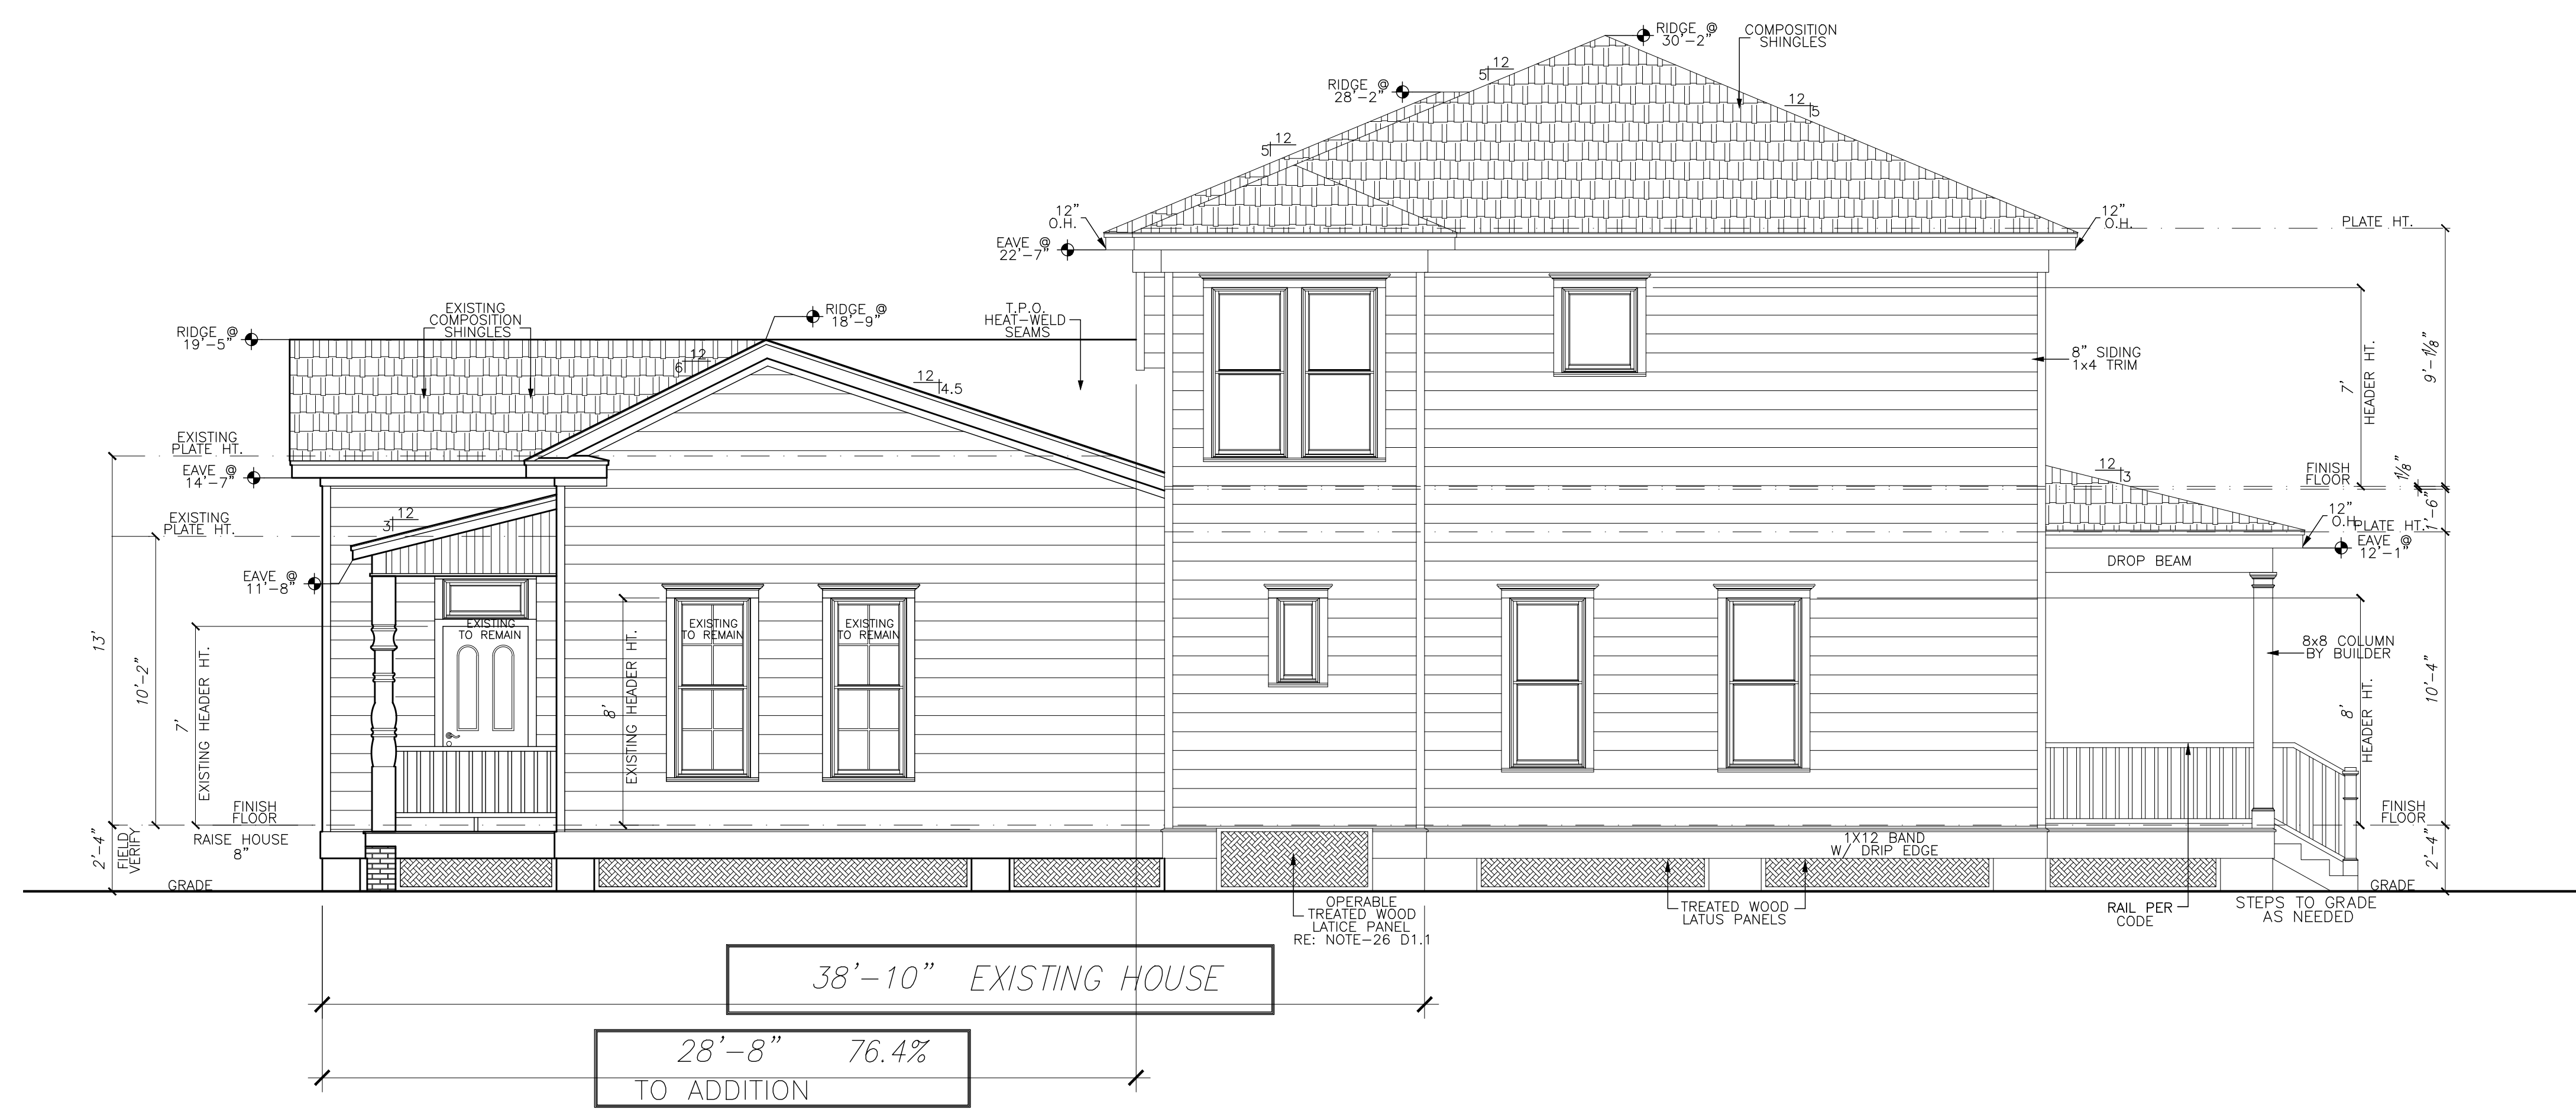 RIDGE @
30'-2"
COMPOSITION
SHINGLES
12
5
RIDGE @
28'-2"
12
5
12
5
12"
O.H.
EAVE @
22'-7"
12"
O.H.
PLATE HT.
RIDGE @
19'-5"
EXISTING
COMPOSITION
SHINGLES
RIDGE @
18'-9"
T.P.O.
HEAT-WELD
SEAMS
12
6
12
4.5
8" SIDING
1x4 TRIM
7'
HEADER HT.
9'-1/8"
EXISTING
PLATE HT.
EAVE @
14'-7"
EXISTING
PLATE HT.
12
3
EAVE @
11'-8"
12
3
FINISH
FLOOR
1/8"
1'-6"
12"
O.H.
PLATE HT.
EAVE @
12'-1"
DROP BEAM
EXISTING
TO REMAIN
EXISTING
TO REMAIN
EXISTING
TO REMAIN
13'
10'-2"
7'
EXISTING HEADER HT.
8'
EXISTING HEADER HT.
8x8 COLUMN
BY BUILDER
8'
HEADER HT.
10'-4"
FINISH
FLOOR
RAISE HOUSE
8"
2'-4"
FIELD
VERIFY
GRADE
FINISH
FLOOR
2'-4"
1X12 BAND
W/ DRIP EDGE
GRADE
OPERABLE
TREATED WOOD
LATICE PANEL
RE: NOTE-26 D1.1
TREATED WOOD
LATUS PANELS
RAIL PER
CODE
STEPS TO GRADE
AS NEEDED
38'-10" EXISTING HOUSE
28'-8" 76.4%
TO ADDITION